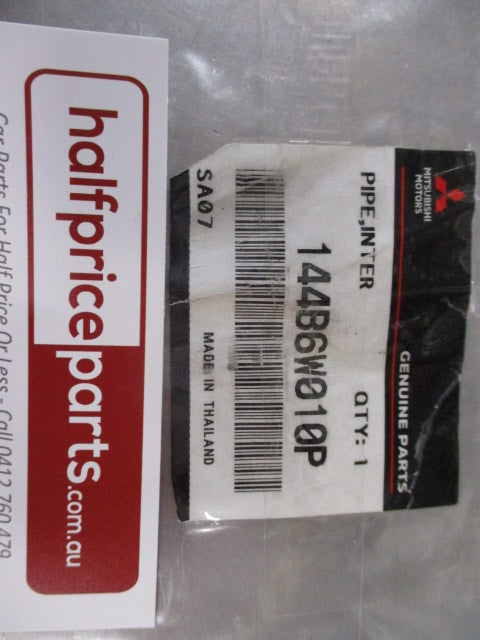 MITSUBISHI
MOTORS
GENUINE PARTS
PIPE,INTER QTY: 1
144B6W010P
SA07 MADE IN THAILAND
halfpriceparts.com.au
Car Parts For Half Price Or Less - Call 0412 760 479